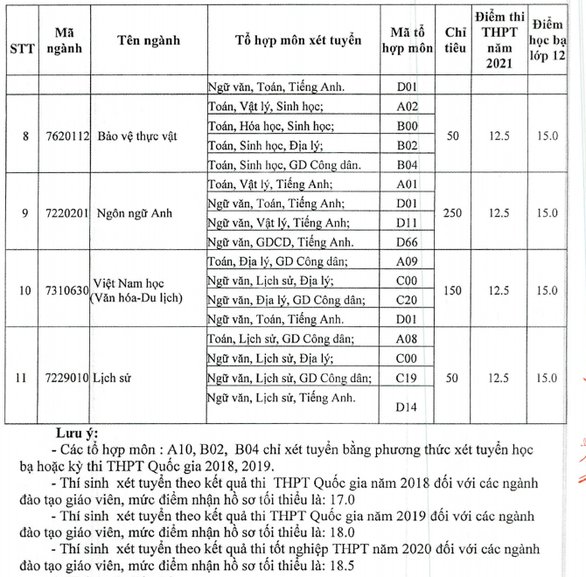 STT Mã ngành Tên ngành Tổ hợp môn xét tuyển Mã tổ hợp môn Chỉ tiêu Điểm thi THPT năm 2021 Điểm học bạ lớp 12
Ngữ văn, Toán, Tiếng Anh. D01
8 7620112 Bảo vệ thực vật Toán, Vật lý, Sinh học; A02 50 12.5 15.0
Toán, Hóa học, Sinh học; B00
Toán, Sinh học, Địa lý; B02
Toán, Sinh học, GD Công dân. B04
9 7220201 Ngôn ngữ Anh Toán, Vật lý, Tiếng Anh; A01 250 12.5 15.0
Ngữ văn, Toán, Tiếng Anh; D01
Ngữ văn, Vật lý, Tiếng Anh; D11
Ngữ văn, GDCD, Tiếng Anh. D66
10 7310630 Việt Nam học (Văn hóa-Du lịch) Toán, Địa lý, GD Công dân; A09 150 12.5 15.0
Ngữ văn, Lịch sử, Địa lý; C00
Ngữ văn, Địa lý, GD Công dân; C20
Ngữ văn, Toán, Tiếng Anh. D01
11 7229010 Lịch sử Toán, Lịch sử, GD Công dân; A08 50 12.5 15.0
Ngữ văn, Lịch sử, Địa lý; C00
Ngữ văn, Lịch sử, GD Công dân; C19
Ngữ văn, Lịch sử, Tiếng Anh. D14
Lưu ý:
- Các tổ hợp môn : A10, B02, B04 chỉ xét tuyển bằng phương thức xét tuyển học
bạ hoặc kỳ thi THPT Quốc gia 2018, 2019.
- Thí sinh xét tuyển theo kết quả thi THPT Quốc gia năm 2018 đối với các ngành
đào tạo giáo viên, mức điểm nhận hồ sơ tối thiểu là: 17.0
- Thí sinh xét tuyển theo kết quả thi THPT Quốc gia năm 2019 đối với các ngành
đào tạo giáo viên, mức điểm nhận hồ sơ tối thiểu là: 18.0
- Thí sinh xét tuyển theo kết quả thi tốt nghiệp THPT năm 2020 đối với các ngành
đào tạo giáo viên, mức điểm nhận hồ sơ tối thiểu là: 18.5